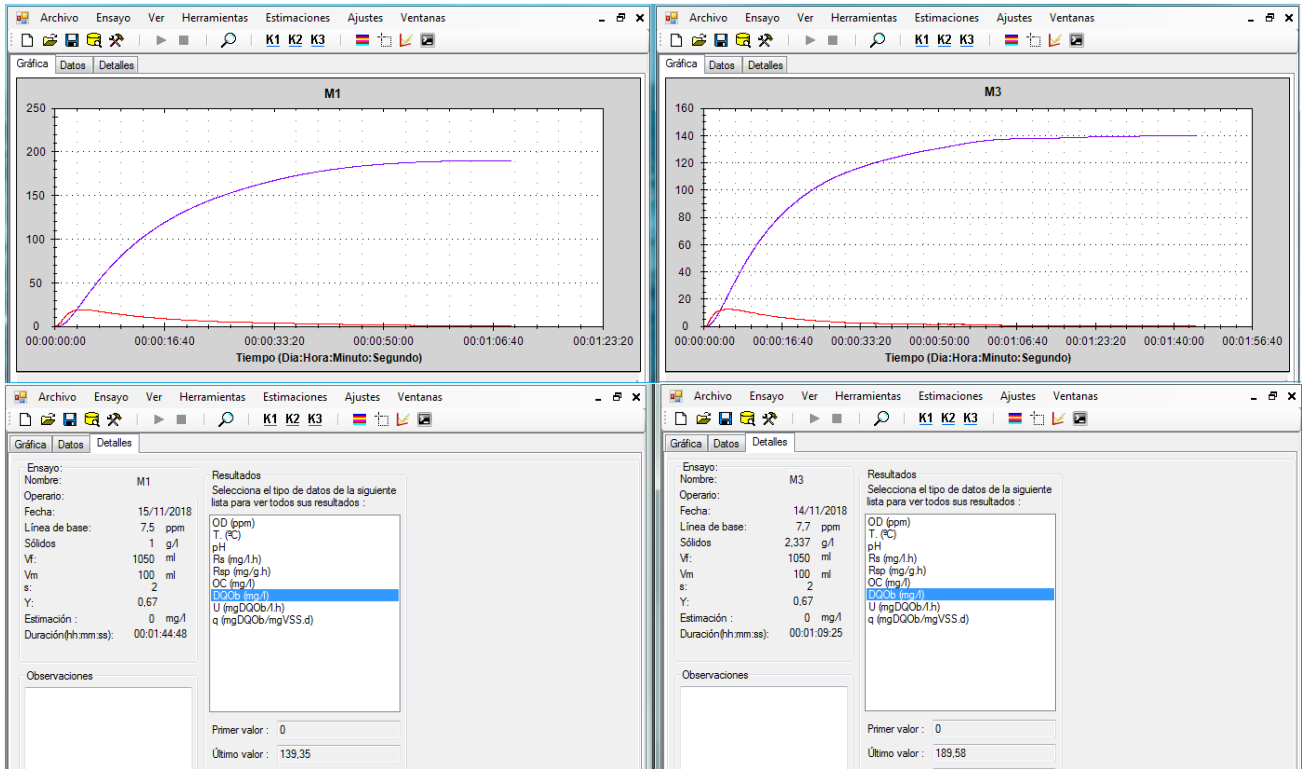 Archivo Ensayo Ver Herramientas Estimaciones Ajustes Ventanas
K1 K2 K3
Gráfica Datos Detalles
M1
250
200
150
100
50
0
00:00:00:00 00:00:16:40 00:00:33:20 00:00:50:00 00:01:06:40 00:01:23:20
Tiempo (Dia:Hora:Minuto:Segundo)
Archivo Ensayo Ver Herramientas Estimaciones Ajustes Ventanas
K1 K2 K3
Gráfica Datos Detalles
M3
160
140
120
100
80
60
40
20
0
00:00:00:00 00:00:16:40 00:00:33:20 00:00:50:00 00:01:06:40 00:01:23:20 00:01:40:00 00:01:56:40
Tiempo (Dia:Hora:Minuto:Segundo)
Archivo Ensayo Ver Herramientas Estimaciones Ajustes Ventanas
K1 K2 K3
Gráfica Datos Detalles
Ensayo:
Nombre: M1
Operario:
Fecha: 15/11/2018
Línea de base: 7,5 ppm
Sólidos 1 g/l
Vf: 1050 ml
Vm 100 ml
s: 2
Y: 0,67
Estimación : 0 mg/l
Duración(hh:mm:ss): 00:01:44:48
Observaciones
Resultados
Selecciona el tipo de datos de la siguiente
lista para ver todos sus resultados :
OD (ppm)
T. (ºC)
pH
Rs (mg/l.h)
Rsp (mg/g.h)
OC (mg/l)
DQOb (mg/l)
U (mgDQOb/l.h)
q (mgDQOb/mgVSS.d)
Primer valor : 0
Último valor : 139,35
Archivo Ensayo Ver Herramientas Estimaciones Ajustes Ventanas
K1 K2 K3
Gráfica Datos Detalles
Ensayo:
Nombre: M3
Operario:
Fecha: 14/11/2018
Línea de base: 7,7 ppm
Sólidos 2,337 g/l
Vf: 1050 ml
Vm 100 ml
s: 2
Y: 0,67
Estimación : 0 mg/l
Duración(hh:mm:ss): 00:01:09:25
Observaciones
Resultados
Selecciona el tipo de datos de la siguiente
lista para ver todos sus resultados :
OD (ppm)
T. (ºC)
pH
Rs (mg/l.h)
Rsp (mg/g.h)
OC (mg/l)
DQOb (mg/l)
U (mgDQOb/l.h)
q (mgDQOb/mgVSS.d)
Primer valor : 0
Último valor : 189,58